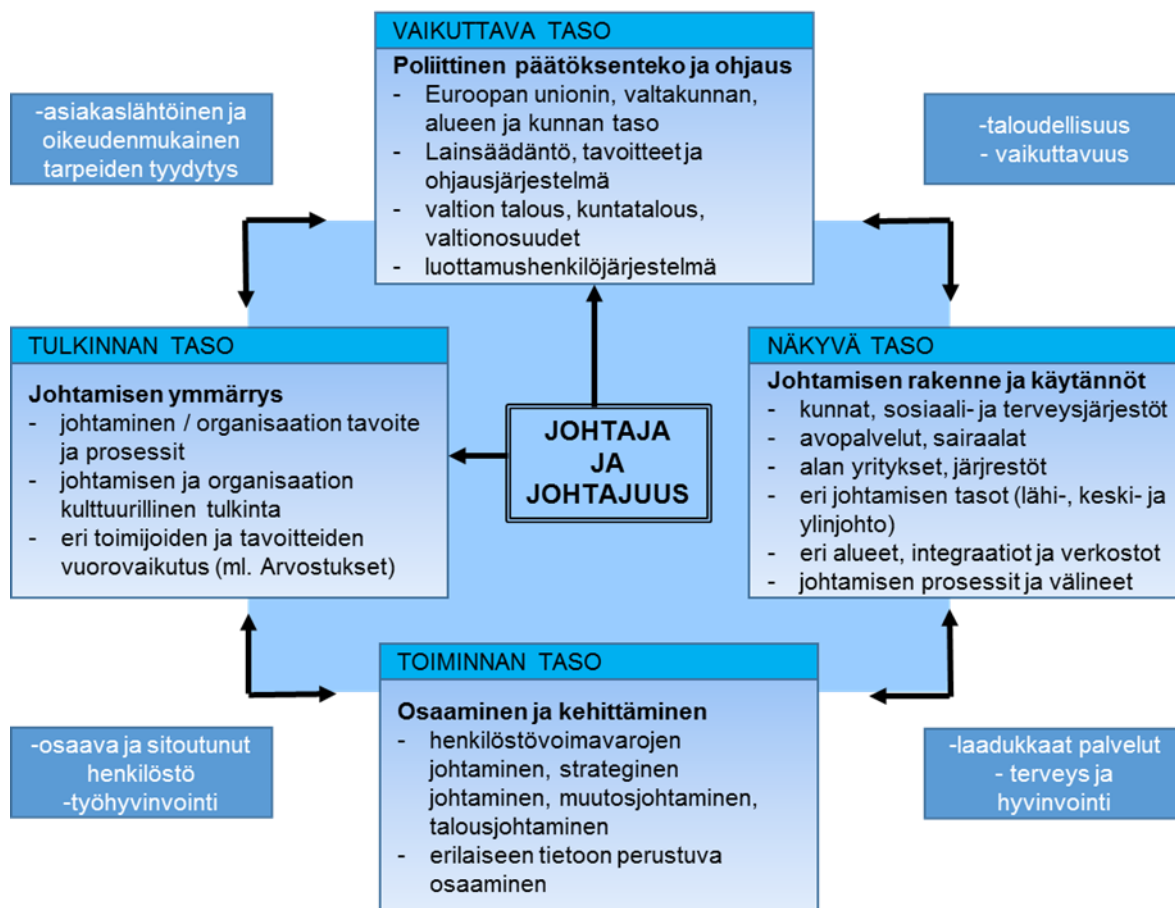 VAIKUTTAVA TASO
Poliittinen päätöksenteko ja ohjaus
- Euroopan unionin, valtakunnan,
alueen ja kunnan taso
- Lainsäädäntö, tavoitteet ja
ohjausjärjestelmä
- valtion talous, kuntatalous,
valtionosuudet
- luottamushenkilöjärjestelmä
-asiakaslähtöinen ja
oikeudenmukainen
tarpeiden tyydytys
-taloudellisuus
- vaikuttavuus
TULKINNAN TASO
Johtamisen ymmärrys
- johtaminen / organisaation tavoite
ja prosessit
- johtamisen ja organisaation
kulttuurillinen tulkinta
- eri toimijoiden ja tavoitteiden
vuorovaikutus (ml. Arvostukset)
JOHTAJA
JA
JOHTAJUUS
NÄKYVÄ TASO
Johtamisen rakenne ja käytännöt
- kunnat, sosiaali- ja terveysjärjestöt
- avopalvelut, sairaalat
- alan yritykset, järjrestöt
- eri johtamisen tasot (lähi-, keski- ja
ylinjohto)
- eri alueet, integraatiot ja verkostot
- johtamisen prosessit ja välineet
TOIMINNAN TASO
Osaaminen ja kehittäminen
- henkilöstövoimavarojen
johtaminen, strateginen
johtaminen, muutosjohtaminen,
talousjohtaminen
- erilaiseen tietoon perustuva
osaaminen
-osaava ja sitoutunut
henkilöstö
-työhyvinvointi
-laadukkaat palvelut
- terveys ja
hyvinvointi